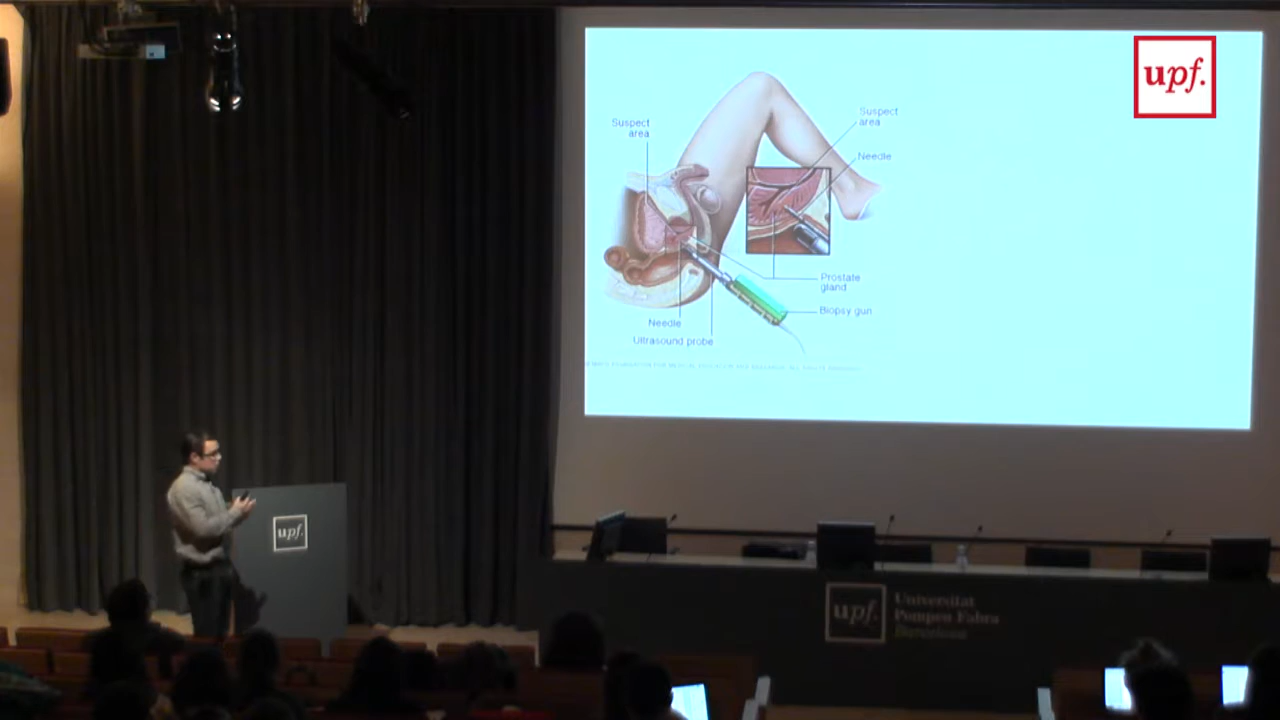 upf.
Suspect
area
Suspect
area
Needle
Prostate
gland
Biopsy gun
Needle
Ultrasound probe
upf.
upf.
Universitat
Pompeu Fabra
Barcelona